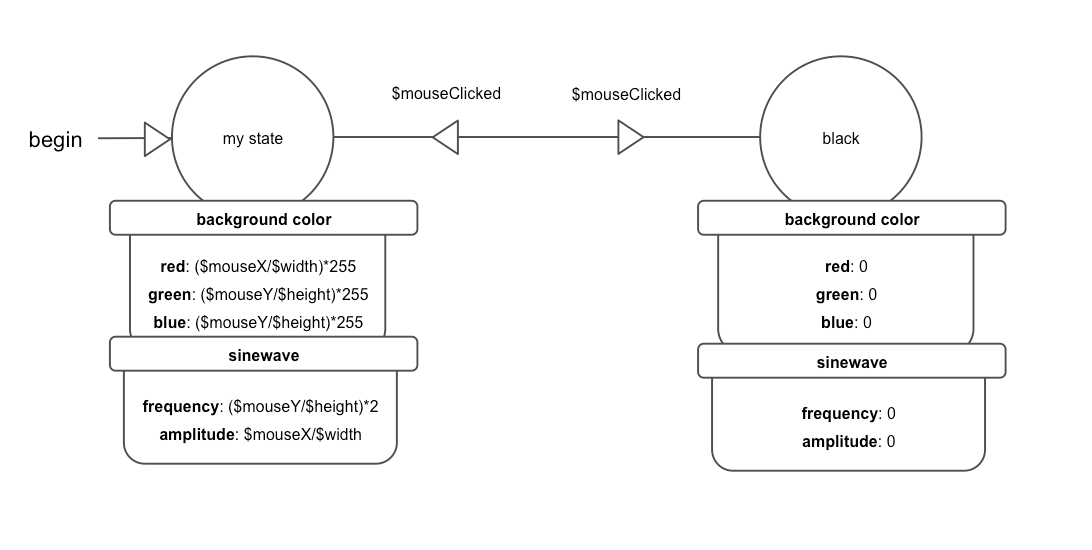 $mouseClicked
$mouseClicked
begin
my state
black
background color
red: ($mouseX/$width)*255
green: ($mouseY/$height)*255
blue: ($mouseY/$height)*255
sinewave
frequency: ($mouseY/$height)*2
amplitude: $mouseX/$width
background color
red: 0
green: 0
blue: 0
sinewave
frequency: 0
amplitude: 0